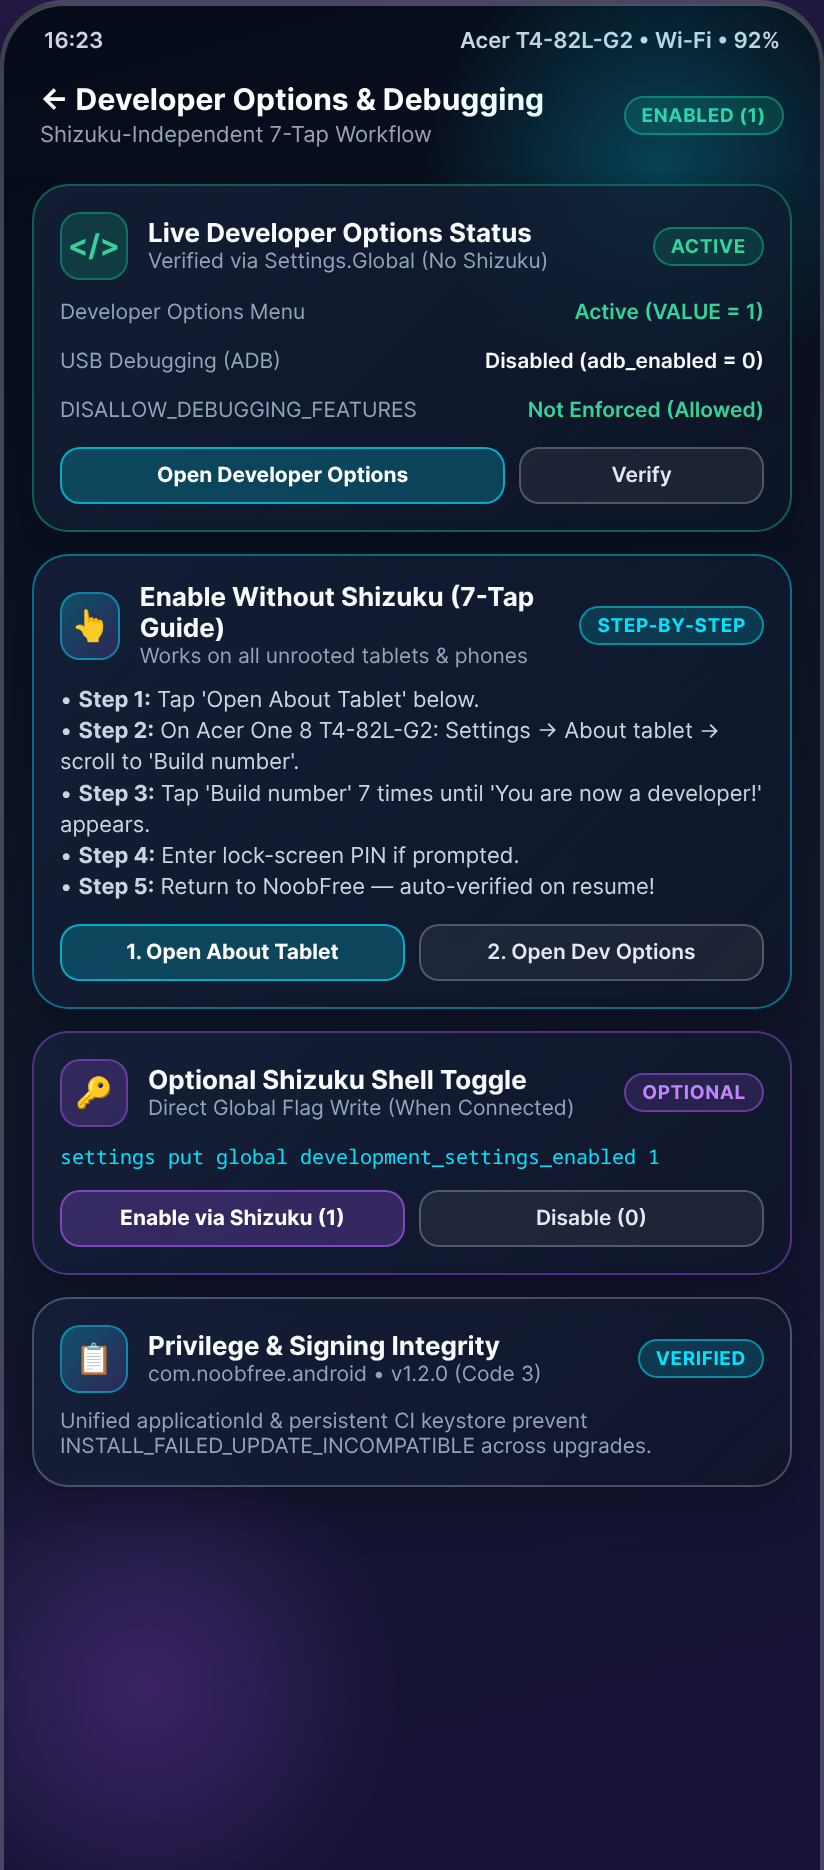 16:23
Acer T4-82L-G2 • Wi-Fi • 92%
← Developer Options & Debugging
Shizuku-Independent 7-Tap Workflow
ENABLED (1)
</>
Live Developer Options Status
Verified via Settings.Global (No Shizuku)
ACTIVE
Developer Options Menu
Active (VALUE = 1)
USB Debugging (ADB)
Disabled (adb_enabled = 0)
DISALLOW_DEBUGGING_FEATURES
Not Enforced (Allowed)
Open Developer Options
Verify
Enable Without Shizuku (7-Tap
Guide)
Works on all unrooted tablets & phones
STEP-BY-STEP
• Step 1: Tap 'Open About Tablet' below.
• Step 2: On Acer One 8 T4-82L-G2: Settings → About tablet →
scroll to 'Build number'.
• Step 3: Tap 'Build number' 7 times until 'You are now a developer!'
appears.
• Step 4: Enter lock-screen PIN if prompted.
• Step 5: Return to NoobFree — auto-verified on resume!
1. Open About Tablet
2. Open Dev Options
Optional Shizuku Shell Toggle
Direct Global Flag Write (When Connected)
OPTIONAL
settings put global development_settings_enabled 1
Enable via Shizuku (1)
Disable (0)
Privilege & Signing Integrity
com.noobfree.android • v1.2.0 (Code 3)
VERIFIED
Unified applicationId & persistent CI keystore prevent
INSTALL_FAILED_UPDATE_INCOMPATIBLE across upgrades.